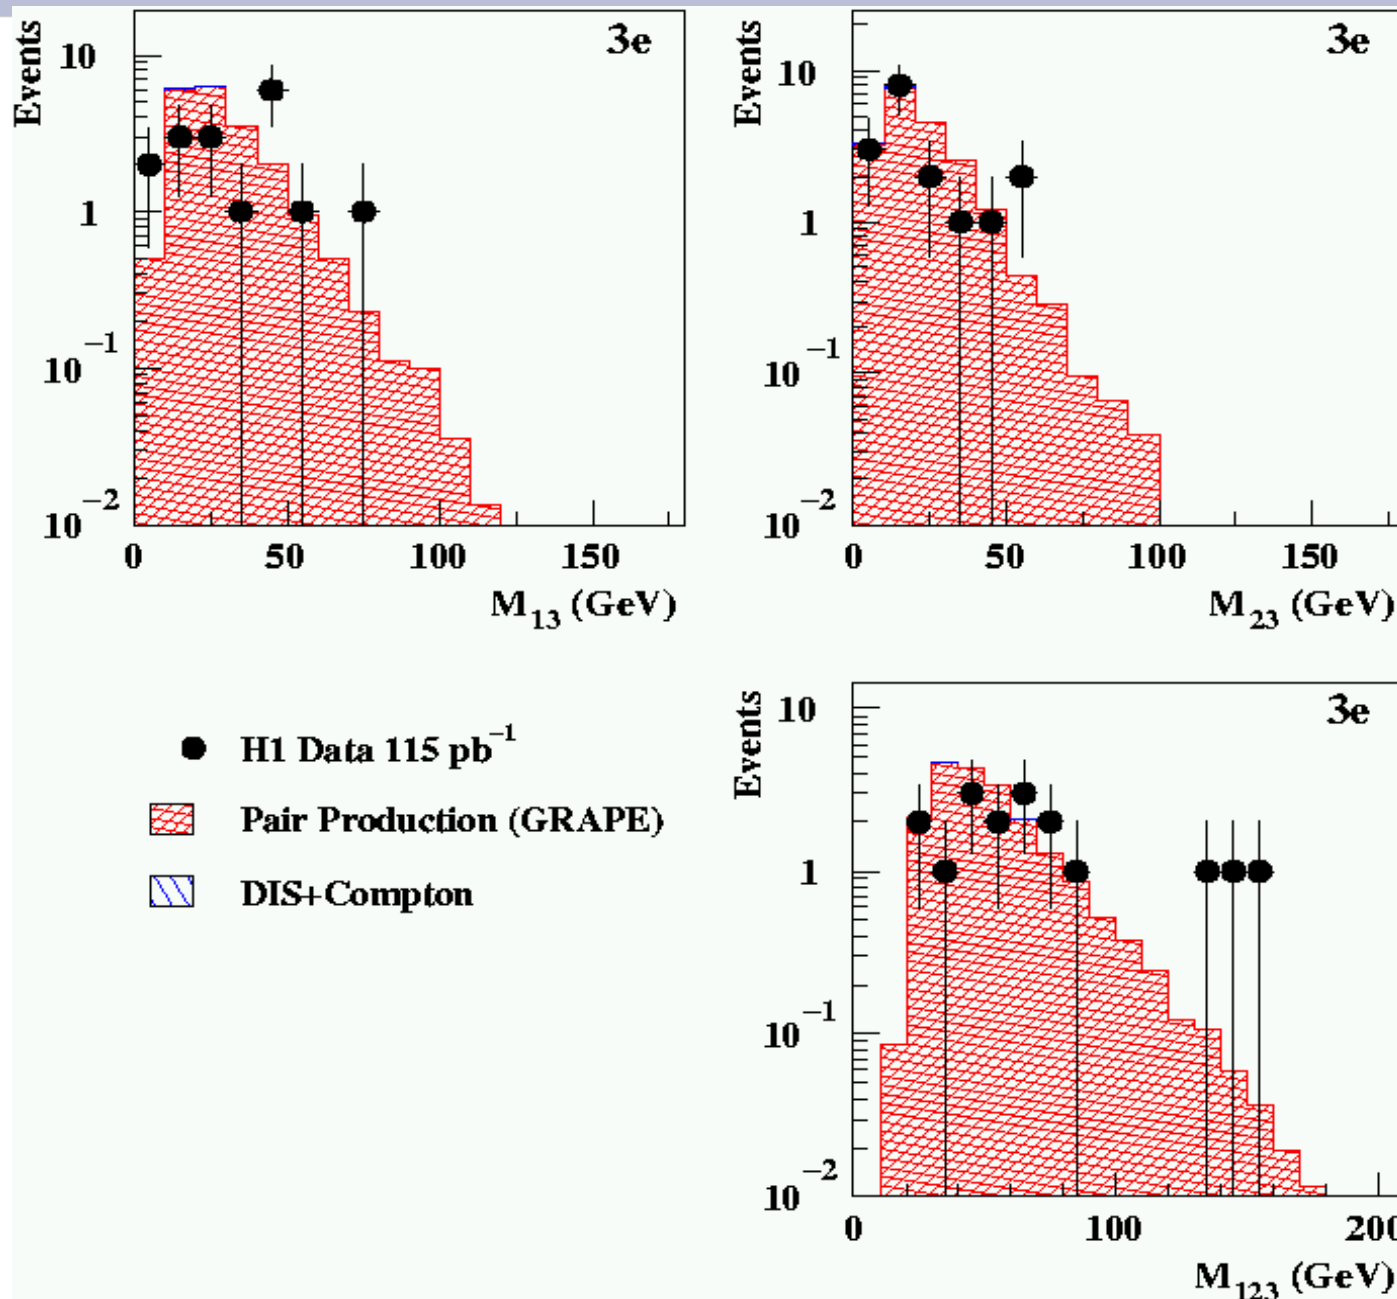 Events
3e
10
1
10⁻¹
10⁻²
0 50 100 150
M₁₃ (GeV)
Events
3e
10
1
10⁻¹
10⁻²
0 50 100 150
M₂₃ (GeV)
H1 Data 115 pb⁻¹
Pair Production (GRAPE)
DIS+Compton
Events
3e
10
1
10⁻¹
10⁻²
0 100 200
M₁₂₃ (GeV)